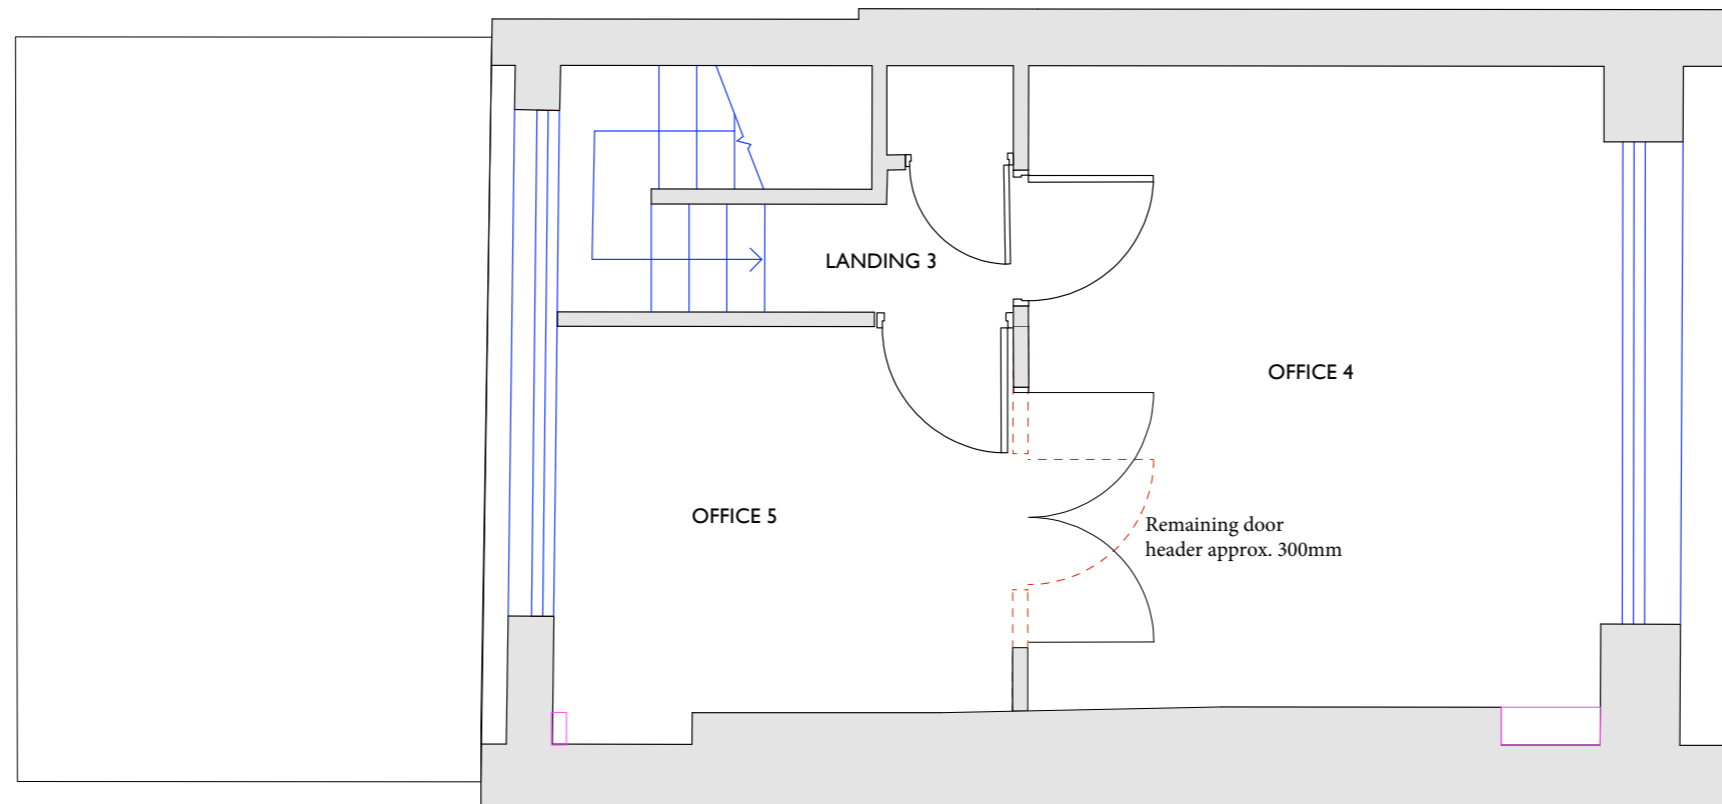 LANDING 3
OFFICE 4
OFFICE 5
Remaining door
header approx. 300mm